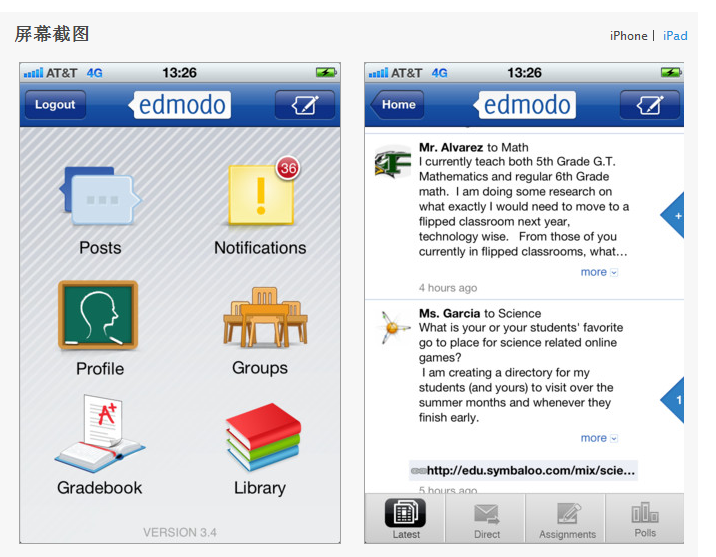 屏幕截图
iPhone | iPad
AT&T 4G 13:26
Logout edmodo
36
Posts Notifications
Profile Groups
A+
Gradebook Library
VERSION 3.4
AT&T 4G 13:26
Home edmodo
Mr. Alvarez to Math
I currently teach both 5th Grade G.T.
Mathematics and regular 6th Grade
math. I am doing some research on
what exactly I would need to move to a
flipped classroom next year,
technology wise. From those of you
currently in flipped classrooms, what...
+
more
4 hours ago
Ms. Garcia to Science
What is your or your students' favorite
go to place for science related online
games?
I am creating a directory for my
students (and yours) to visit over the
summer months and whenever they
finish early.
1
more
http://edu.symbaloo.com/mix/scie...
5 hours ago
Latest Direct Assignments Polls